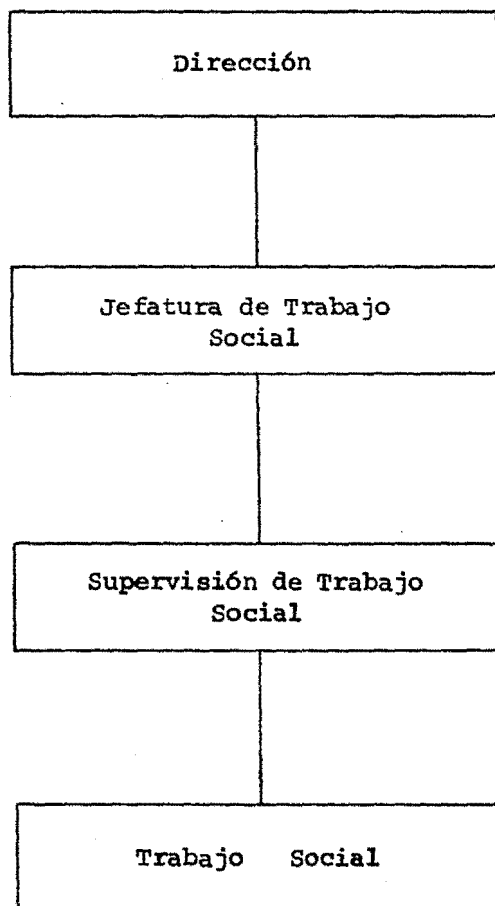 Dirección
Jefatura de Trabajo
Social
Supervisión de Trabajo
Social
Trabajo Social